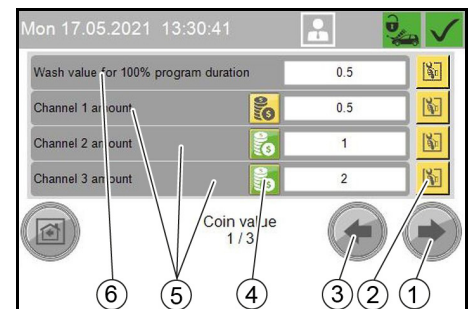 Mon 17.05.2021 13:30:41
Wash value for 100% program duration 0.5
Channel 1 amount 0.5
Channel 2 amount 1
Channel 3 amount 2
Coin value
1 / 3
6 5 4 3 2 1